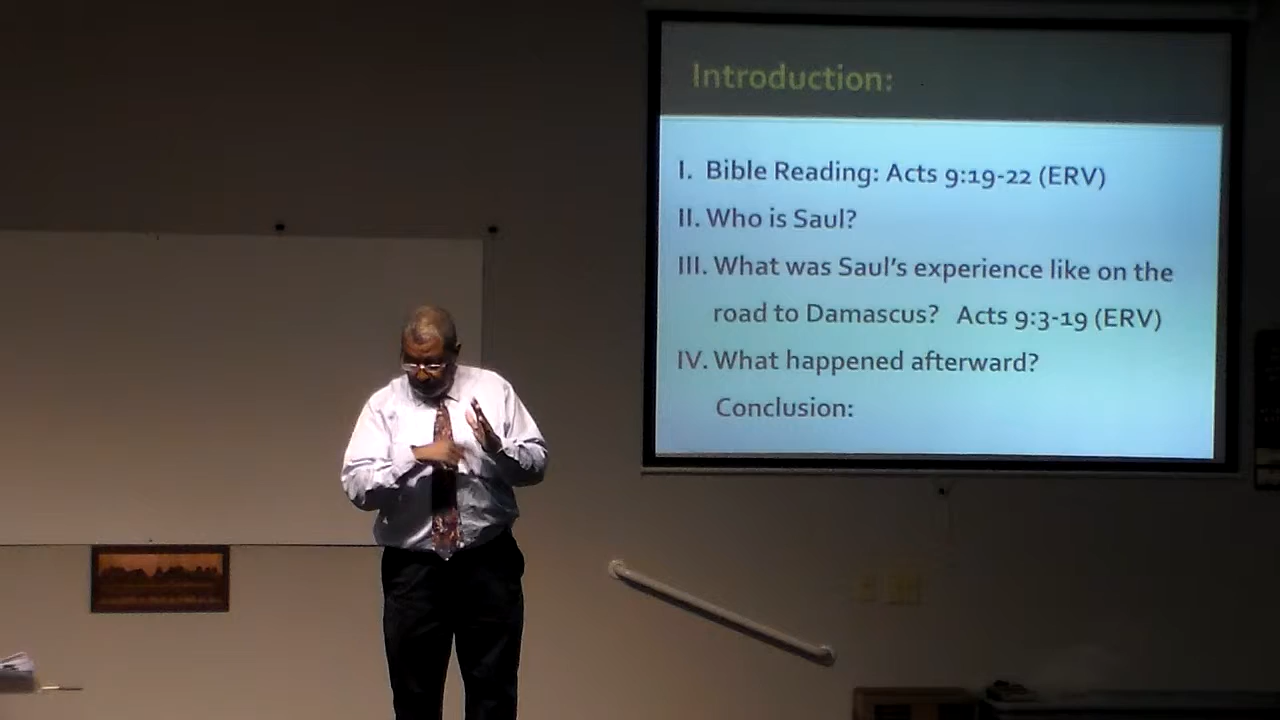 Introduction:
I. Bible Reading: Acts 9:19-22 (ERV)
II. Who is Saul?
III. What was Saul's experience like on the
road to Damascus? Acts 9:3-19 (ERV)
IV. What happened afterward?
Conclusion: